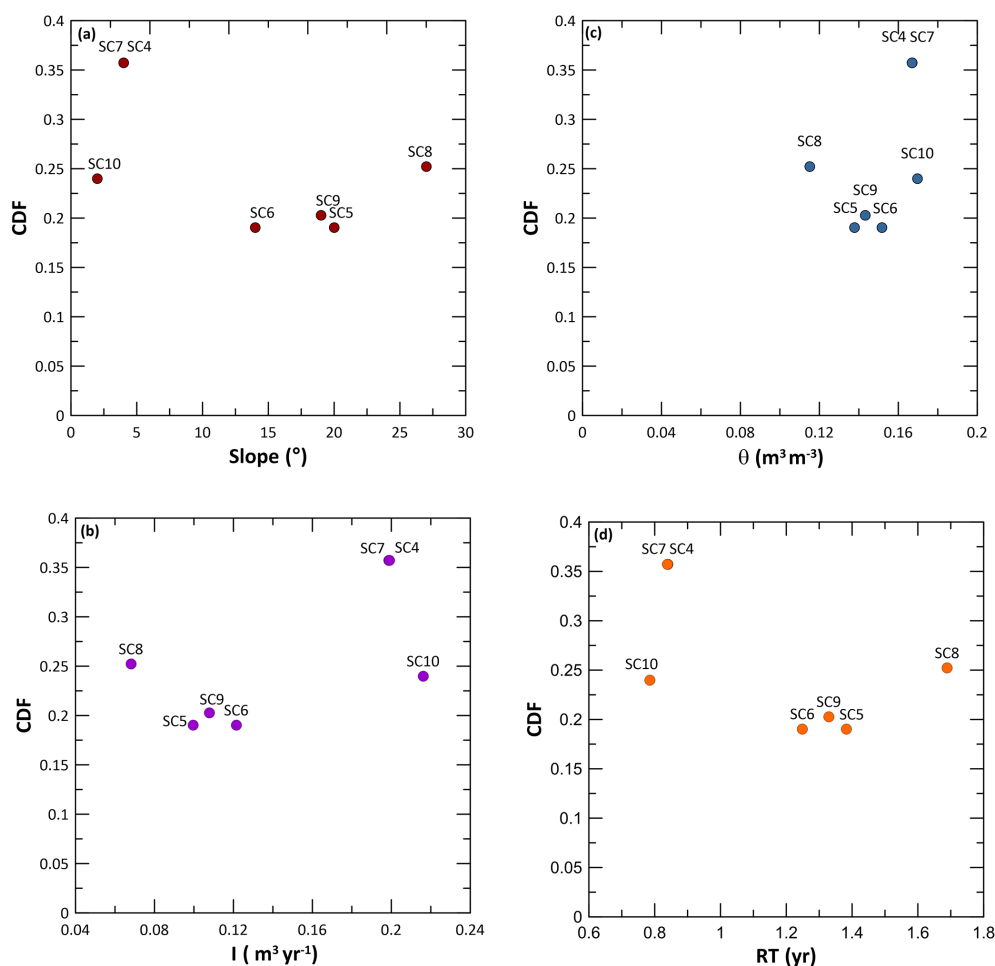 (a)
SC7 SC4
SC10
SC8
SC9
SC6
SC5
CDF
0.4
0.35
0.3
0.25
0.2
0.15
0.1
0.05
0
0 5 10 15 20 25 30
Slope (°)
(c)
SC4 SC7
SC8
SC10
SC9
SC5 SC6
CDF
0.4
0.35
0.3
0.25
0.2
0.15
0.1
0.05
0
0 0.04 0.08 0.12 0.16 0.2
θ (m³ m⁻³)
(b)
SC7 SC4
SC8
SC10
SC9
SC5 SC6
CDF
0.4
0.35
0.3
0.25
0.2
0.15
0.1
0.05
0
0.04 0.08 0.12 0.16 0.2 0.24
I ( m³ yr⁻¹)
(d)
SC7 SC4
SC10
SC8
SC9
SC6 SC5
CDF
0.4
0.35
0.3
0.25
0.2
0.15
0.1
0.05
0
0.6 0.8 1 1.2 1.4 1.6 1.8
RT (yr)